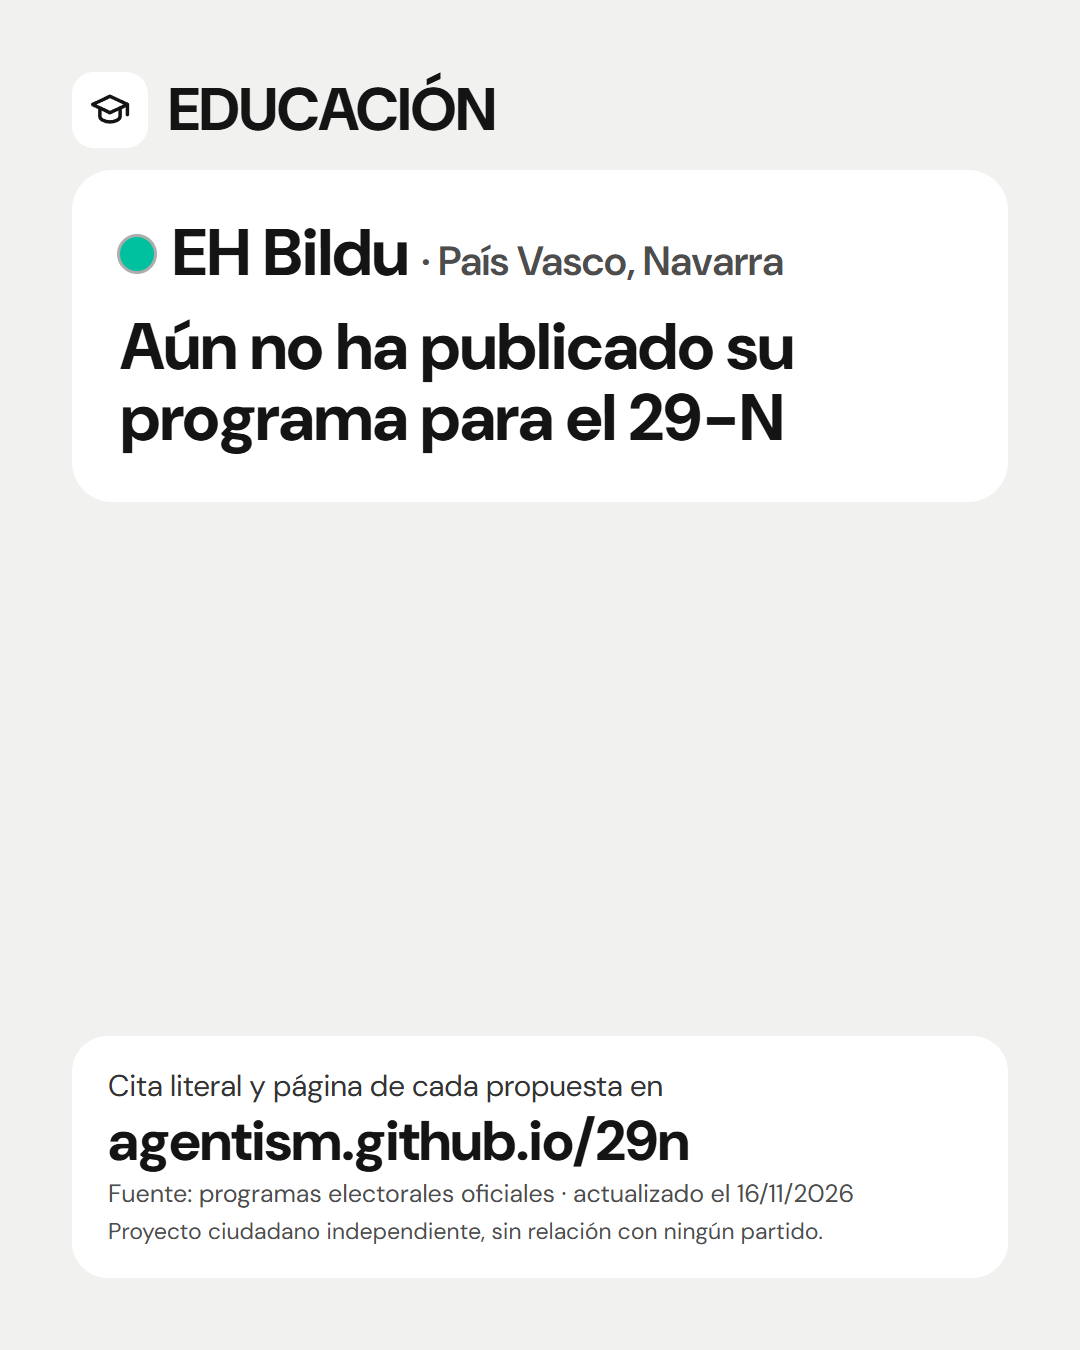 EDUCACIÓN
EH Bildu · País Vasco, Navarra
Aún no ha publicado su
programa para el 29-N
Cita literal y página de cada propuesta en
agentism.github.io/29n
Fuente: programas electorales oficiales · actualizado el 16/11/2026
Proyecto ciudadano independiente, sin relación con ningún partido.